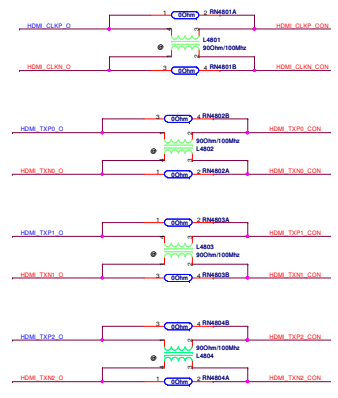 1 0Ohm 2 RN4801A
HDMI_CLKP_O HDMI_CLKP_CON
L4801
@ 90Ohm/100Mhz
HDMI_CLKN_O HDMI_CLKN_CON
3 0Ohm 4 RN4801B
3 0Ohm 4 RN4802B
HDMI_TXP0_O HDMI_TXP0_CON
90Ohm/100Mhz
@ L4802
HDMI_TXN0_O HDMI_TXN0_CON
1 0Ohm 2 RN4802A
1 0Ohm 2 RN4803A
HDMI_TXP1_O HDMI_TXP1_CON
L4803
@ 90Ohm/100Mhz
HDMI_TXN1_O HDMI_TXN1_CON
3 0Ohm 4 RN4803B
3 0Ohm 4 RN4804B
HDMI_TXP2_O HDMI_TXP2_CON
90Ohm/100Mhz
@ L4804
HDMI_TXN2_O HDMI_TXN2_CON
1 0Ohm 2 RN4804A